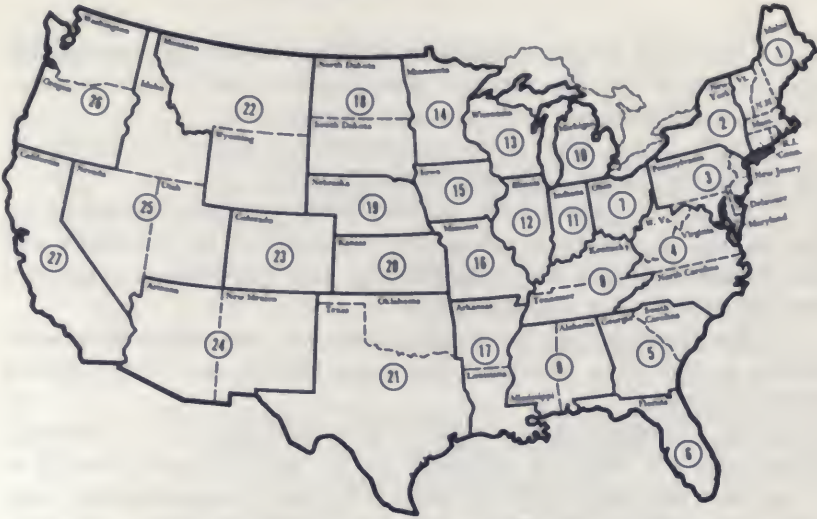 Washington
Montana
North Dakota
Minnesota
Maine
1
Oregon
Idaho
26
22
18
14
Wisconsin
Michigan
New York
Vt.
N.H.
2
Mass.
R.I.
Conn.
Wyoming
South Dakota
13
10
Pennsylvania
3
New Jersey
California
Nevada
Utah
Nebraska
Iowa
15
Illinois
Indiana
Ohio
7
Delaware
Maryland
25
19
Colorado
Kansas
Missouri
12
11
W. Va.
Virginia
4
27
23
20
16
Kentucky
North Carolina
Arizona
New Mexico
Texas
Oklahoma
Arkansas
Tennessee
24
17
Alabama
Georgia
South Carolina
21
Louisiana
5
Mississippi
Florida
6